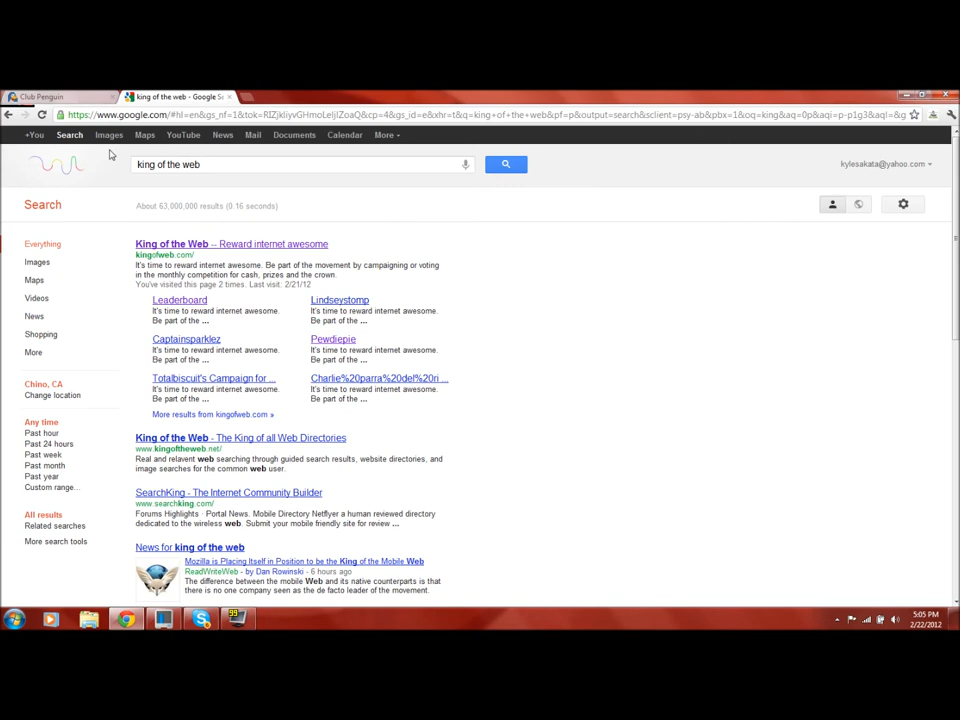 Club Penguin
king of the web - Google Se
+You Search Images Maps YouTube News Mail Documents Calendar More
king of the web
kylesakata@yahoo.com
Search
About 63,000,000 results (0.16 seconds)
Everything
Images
Maps
Videos
News
Shopping
More
Chino, CA
Change location
Any time
Past hour
Past 24 hours
Past week
Past month
Past year
Custom range...
All results
Related searches
More search tools
King of the Web -- Reward internet awesome
kingofweb.com/
It's time to reward internet awesome. Be part of the movement by campaigning or voting
in the monthly competition for cash, prizes and the crown.
You've visited this page 2 times. Last visit: 2/21/12
Leaderboard
It's time to reward internet awesome.
Be part of the ...
Lindseystomp
It's time to reward internet awesome.
Be part of the ...
Captainsparklez
It's time to reward internet awesome.
Be part of the ...
Pewdiepie
It's time to reward internet awesome.
Be part of the ...
Totalbiscuit's Campaign for ...
It's time to reward internet awesome.
Be part of the ...
Charlie%20parra%20del%20ri ...
It's time to reward internet awesome.
Be part of the ...
More results from kingofweb.com »
King of the Web - The King of all Web Directories
www.kingoftheweb.net/
Real and relavent web searching through guided search results, website directories, and
image searches for the common web user.
SearchKing - The Internet Community Builder
www.searchking.com/
Forums Highlights · Portal News. Mobile Directory Netflyer a human reviewed directory
dedicated to the wireless web. Submit your mobile friendly site for review ...
News for king of the web
Mozilla is Placing Itself in Position to be the King of the Mobile Web
ReadWriteWeb - by Dan Rowinski - 6 hours ago
The difference between the mobile Web and its native counterparts is that
there is no one company seen as the de facto leader of the movement.
99
5:05 PM
2/22/2012